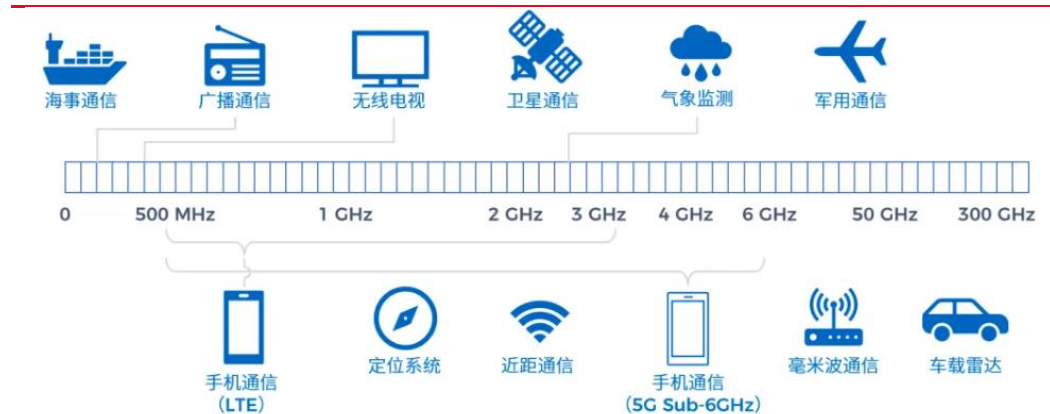 海事通信
广播通信
无线电视
卫星通信
气象监测
军用通信
0
500 MHz
1 GHz
2 GHz
3 GHz
4 GHz
6 GHz
50 GHz
300 GHz
手机通信
(LTE)
定位系统
近距通信
手机通信
(5G Sub-6GHz)
毫米波通信
车载雷达